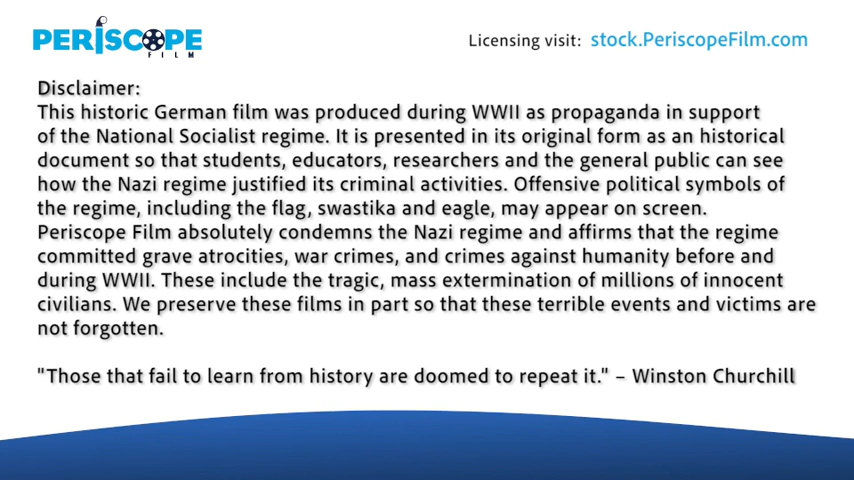 PERISCOPE
FILM
Licensing visit: stock.PeriscopeFilm.com
Disclaimer:
This historic German film was produced during WWII as propaganda in support
of the National Socialist regime. It is presented in its original form as an historical
document so that students, educators, researchers and the general public can see
how the Nazi regime justified its criminal activities. Offensive political symbols of
the regime, including the flag, swastika and eagle, may appear on screen.
Periscope Film absolutely condemns the Nazi regime and affirms that the regime
committed grave atrocities, war crimes, and crimes against humanity before and
during WWII. These include the tragic, mass extermination of millions of innocent
civilians. We preserve these films in part so that these terrible events and victims are
not forgotten.
"Those that fail to learn from history are doomed to repeat it." – Winston Churchill